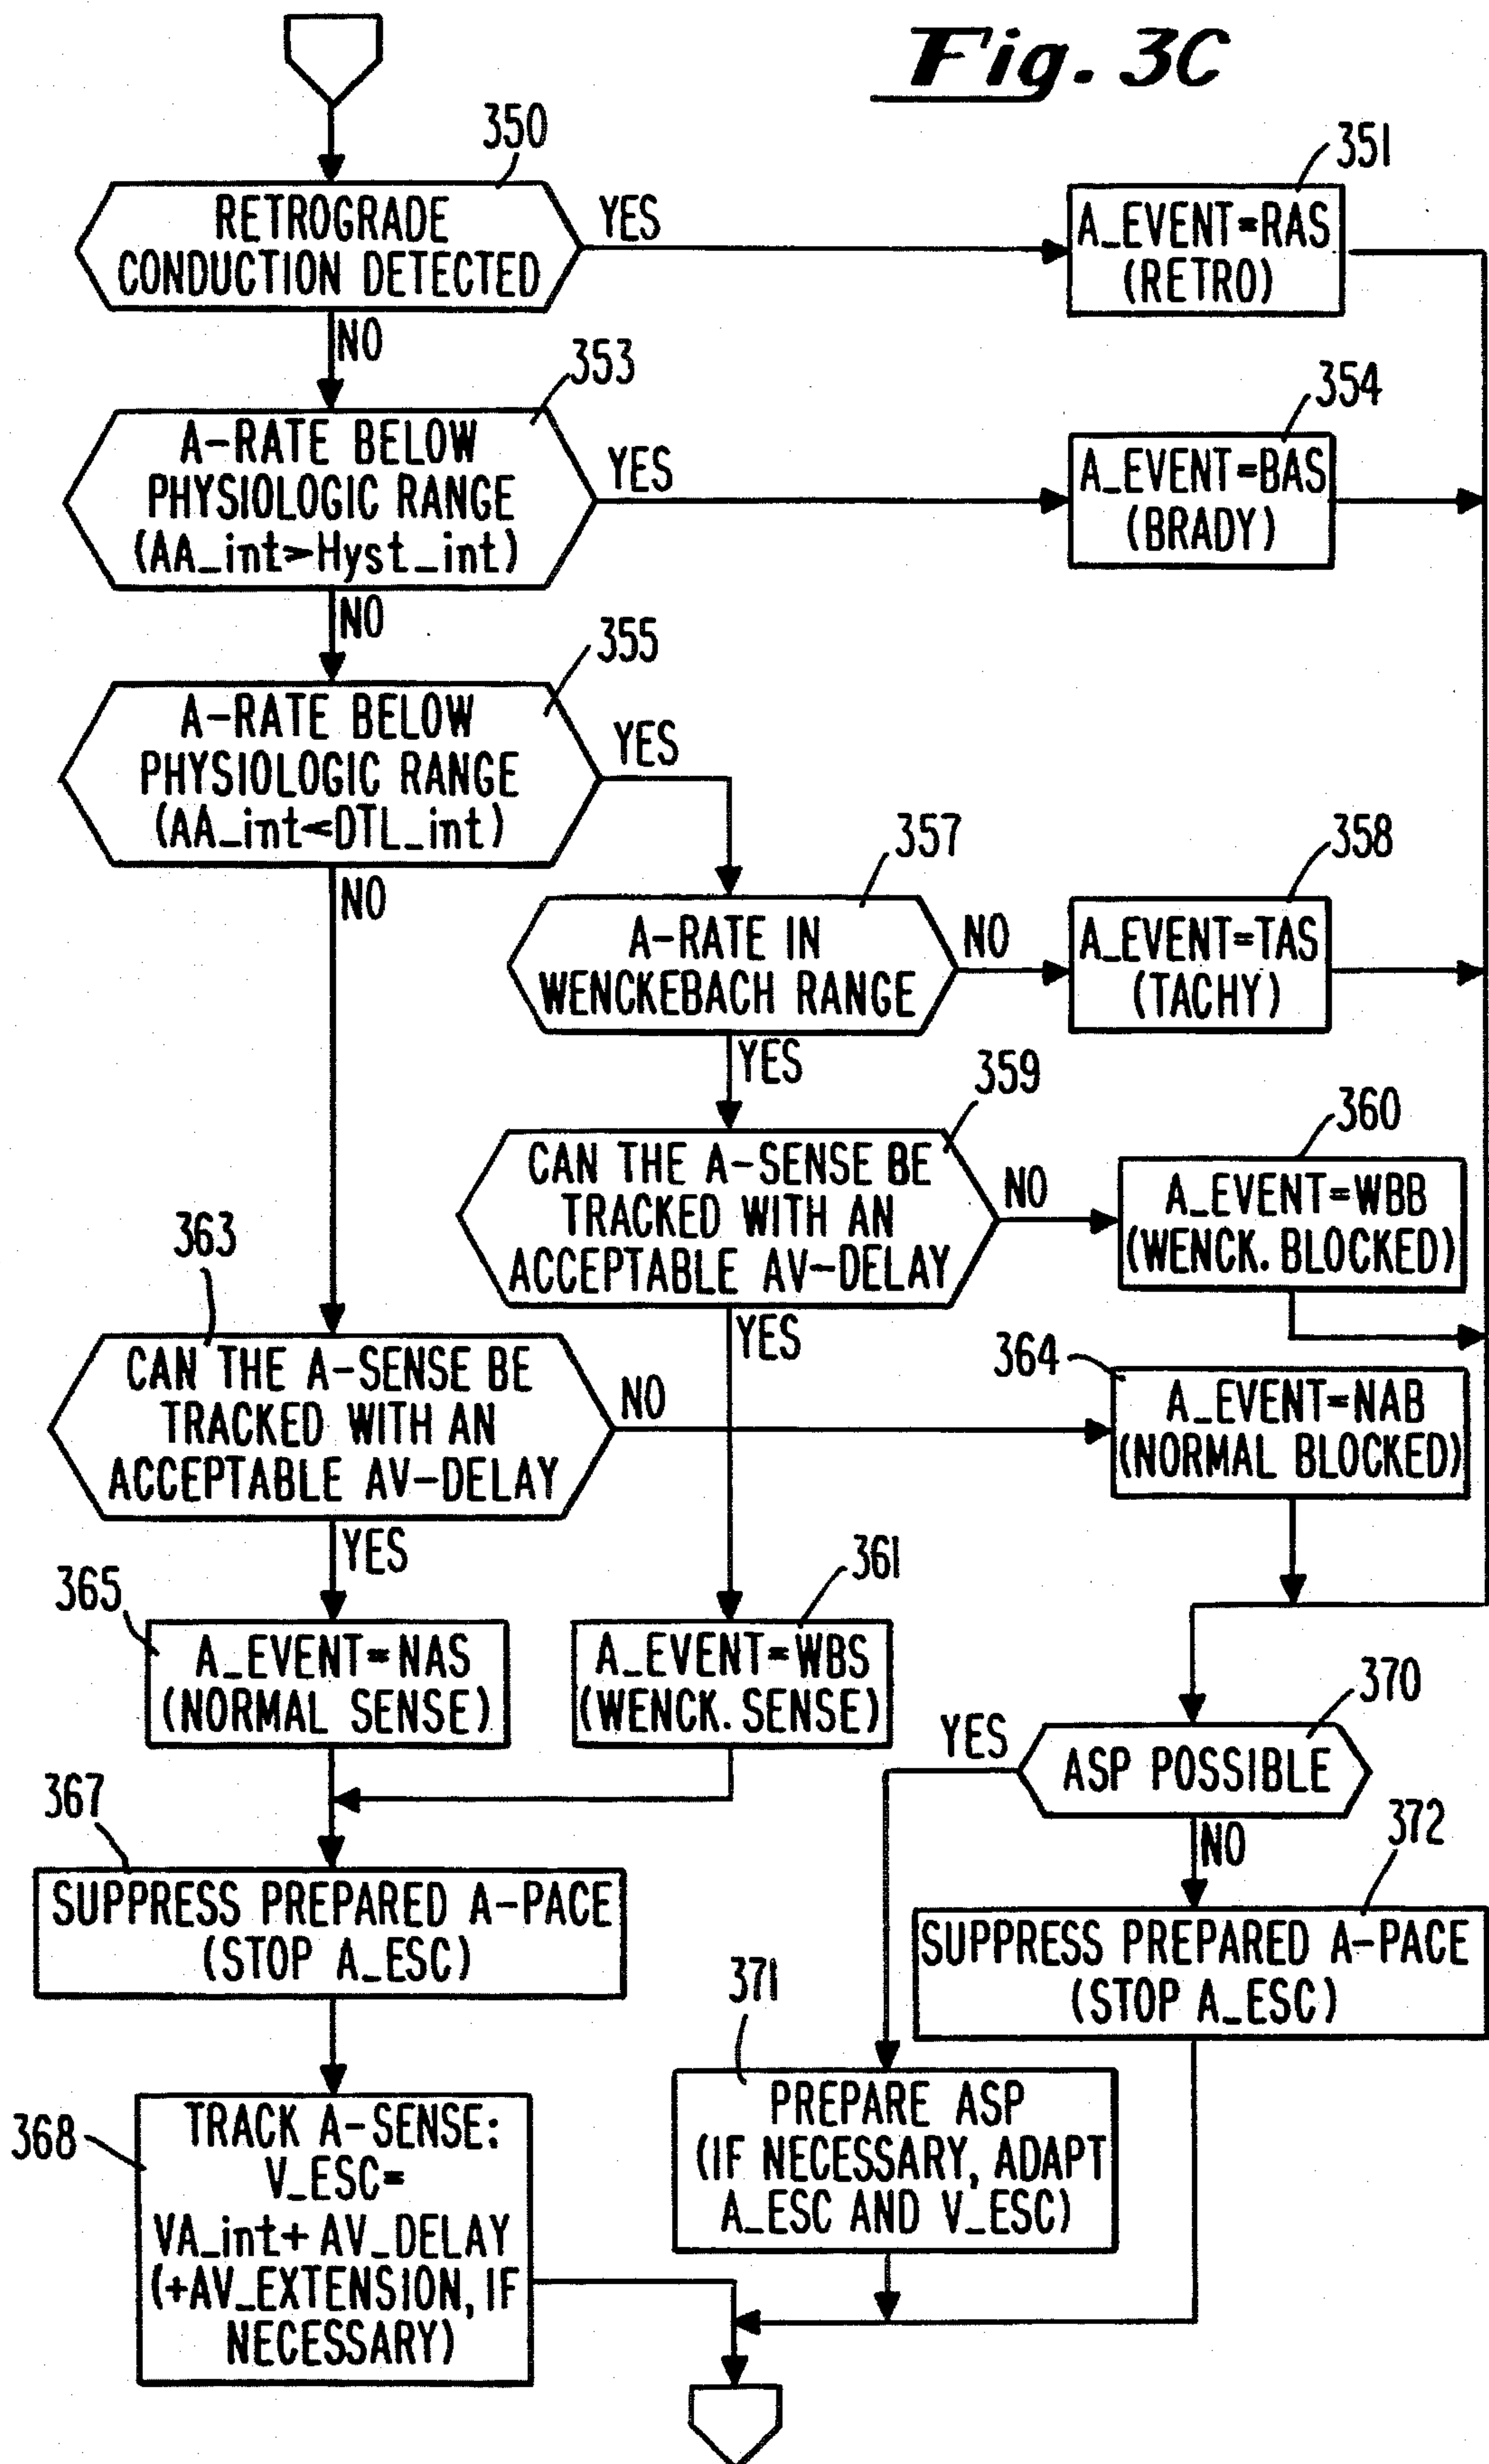 Fig. 3C
350
RETROGRADE
CONDUCTION DETECTED
YES
NO
351
A_EVENT=RAS
(RETRO)
353
A-RATE BELOW
PHYSIOLOGIC RANGE
(AA_int>Hyst_int)
YES
NO
354
A_EVENT=BAS
(BRADY)
355
A-RATE BELOW
PHYSIOLOGIC RANGE
(AA_int<DTL_int)
YES
NO
357
A-RATE IN
WENCKEBACH RANGE
NO
YES
358
A_EVENT=TAS
(TACHY)
359
CAN THE A-SENSE BE
TRACKED WITH AN
ACCEPTABLE AV-DELAY
NO
YES
360
A_EVENT=WBB
(WENCK. BLOCKED)
363
CAN THE A-SENSE BE
TRACKED WITH AN
ACCEPTABLE AV-DELAY
NO
YES
364
A_EVENT=NAB
(NORMAL BLOCKED)
365
A_EVENT=NAS
(NORMAL SENSE)
361
A_EVENT=WBS
(WENCK. SENSE)
370
ASP POSSIBLE
YES
NO
367
SUPPRESS PREPARED A-PACE
(STOP A_ESC)
372
SUPPRESS PREPARED A-PACE
(STOP A_ESC)
371
PREPARE ASP
(IF NECESSARY, ADAPT
A_ESC AND V_ESC)
368
TRACK A-SENSE:
V_ESC=
VA_int+ AV_DELAY
(+AV_EXTENSION, IF
NECESSARY)